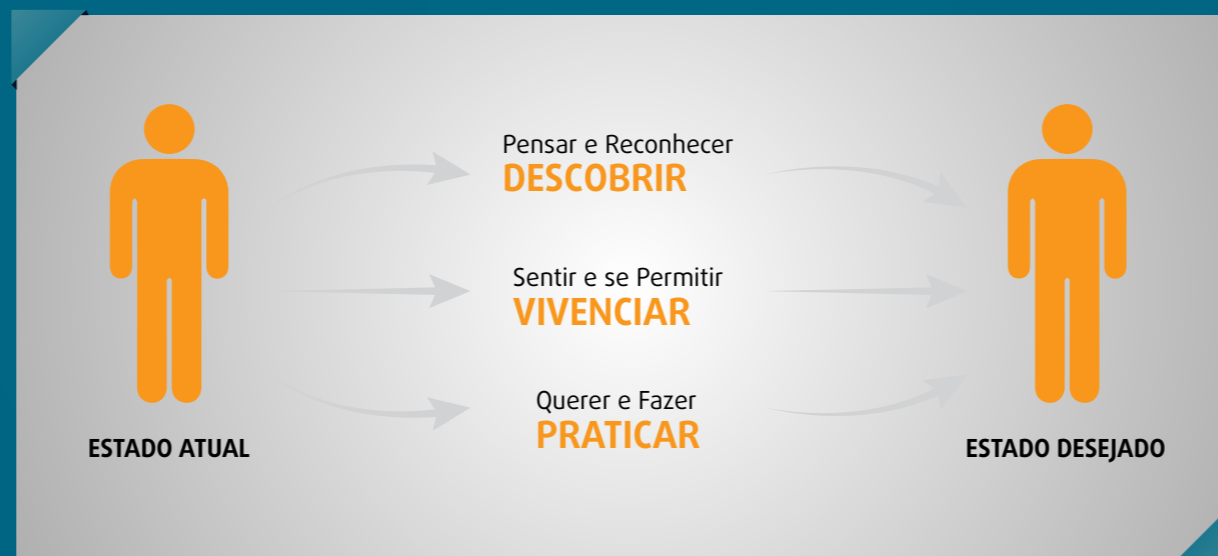 Pensar e Reconhecer
DESCOBRIR
Sentir e se Permitir
VIVENCIAR
Querer e Fazer
PRATICAR
ESTADO ATUAL
ESTADO DESEJADO